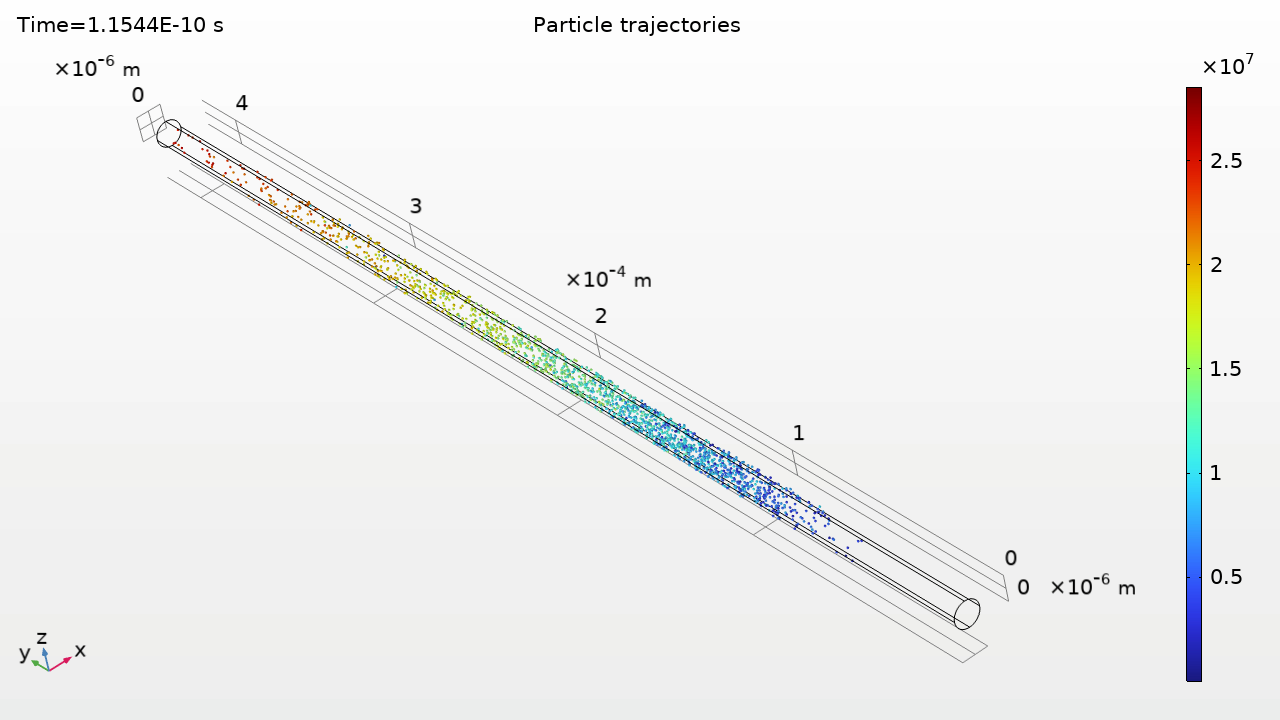 Time=1.1544E-10 s
Particle trajectories
×10⁷
×10⁻⁶ m
0
4
3
×10⁻⁴ m
2
1
0
0 ×10⁻⁶ m
2.5
2
1.5
1
0.5
z
y
x